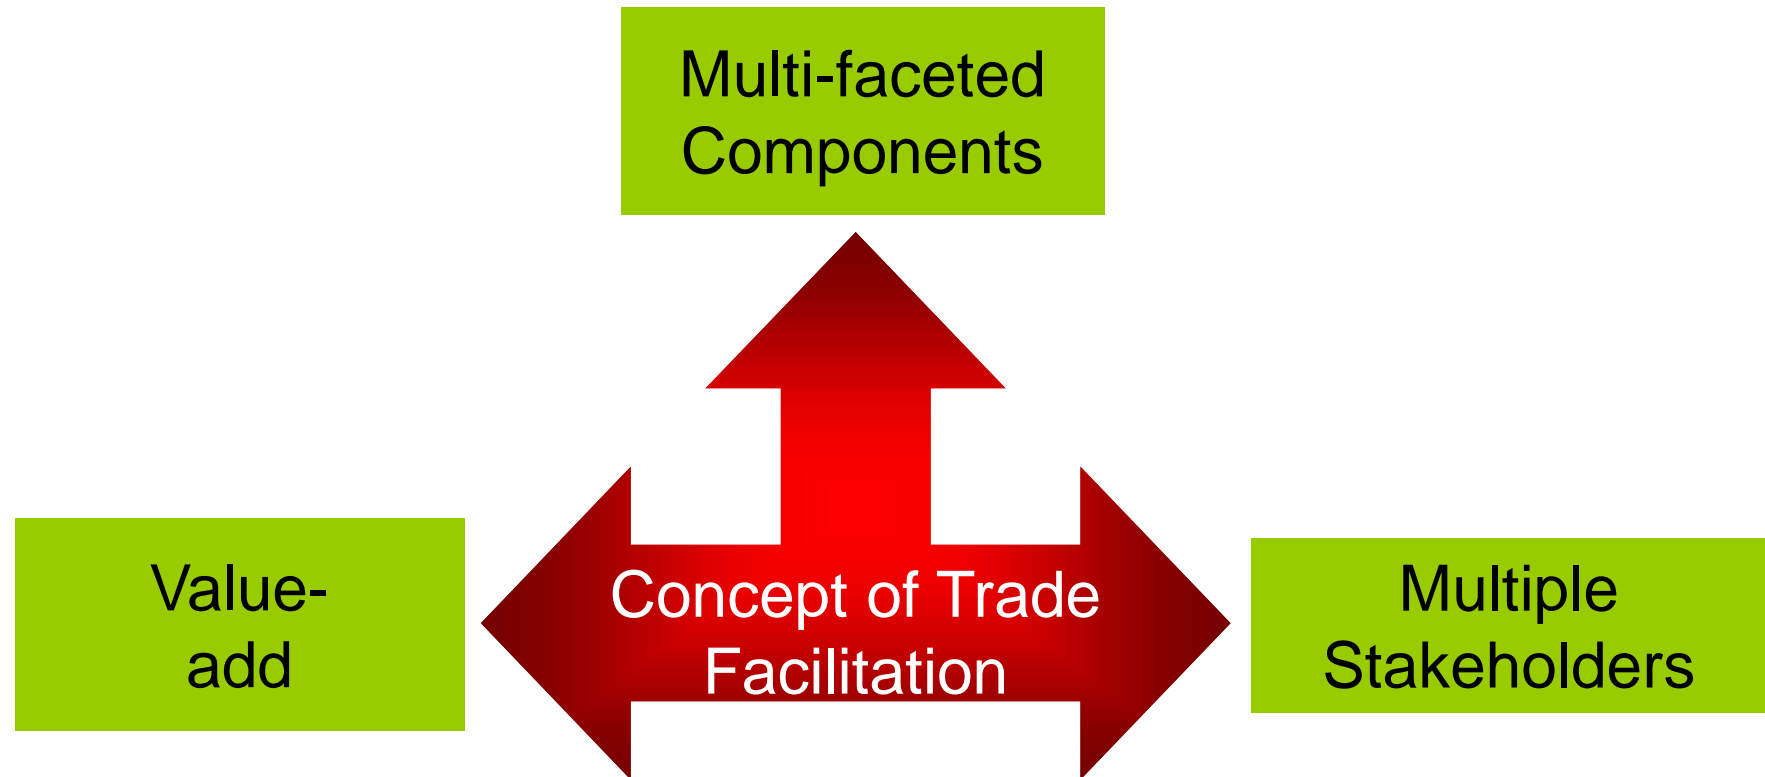 Multi-faceted
Components
Value-
add
Concept of Trade
Facilitation
Multiple
Stakeholders